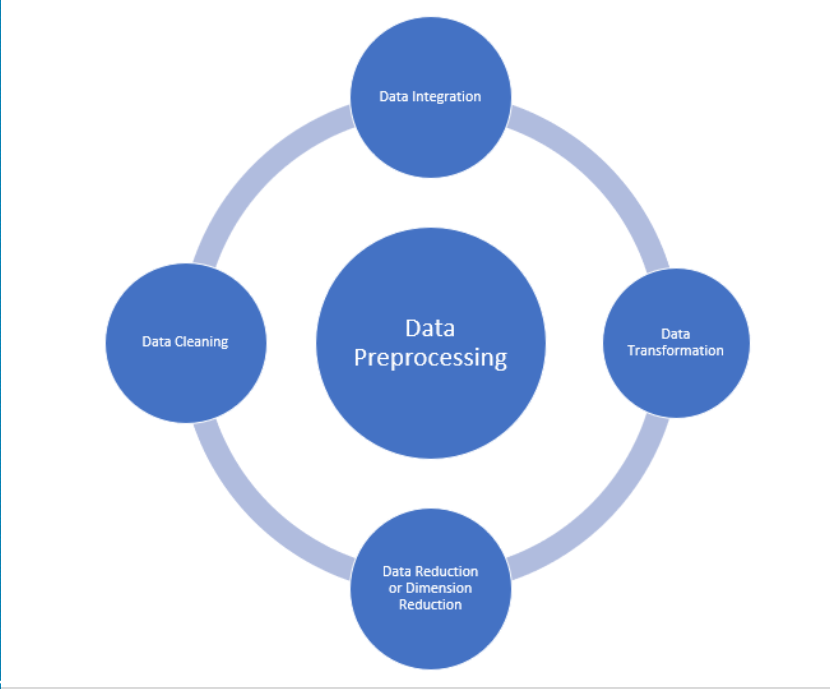 Data Integration
Data Cleaning
Data
Preprocessing
Data
Transformation
Data Reduction
or Dimension
Reduction